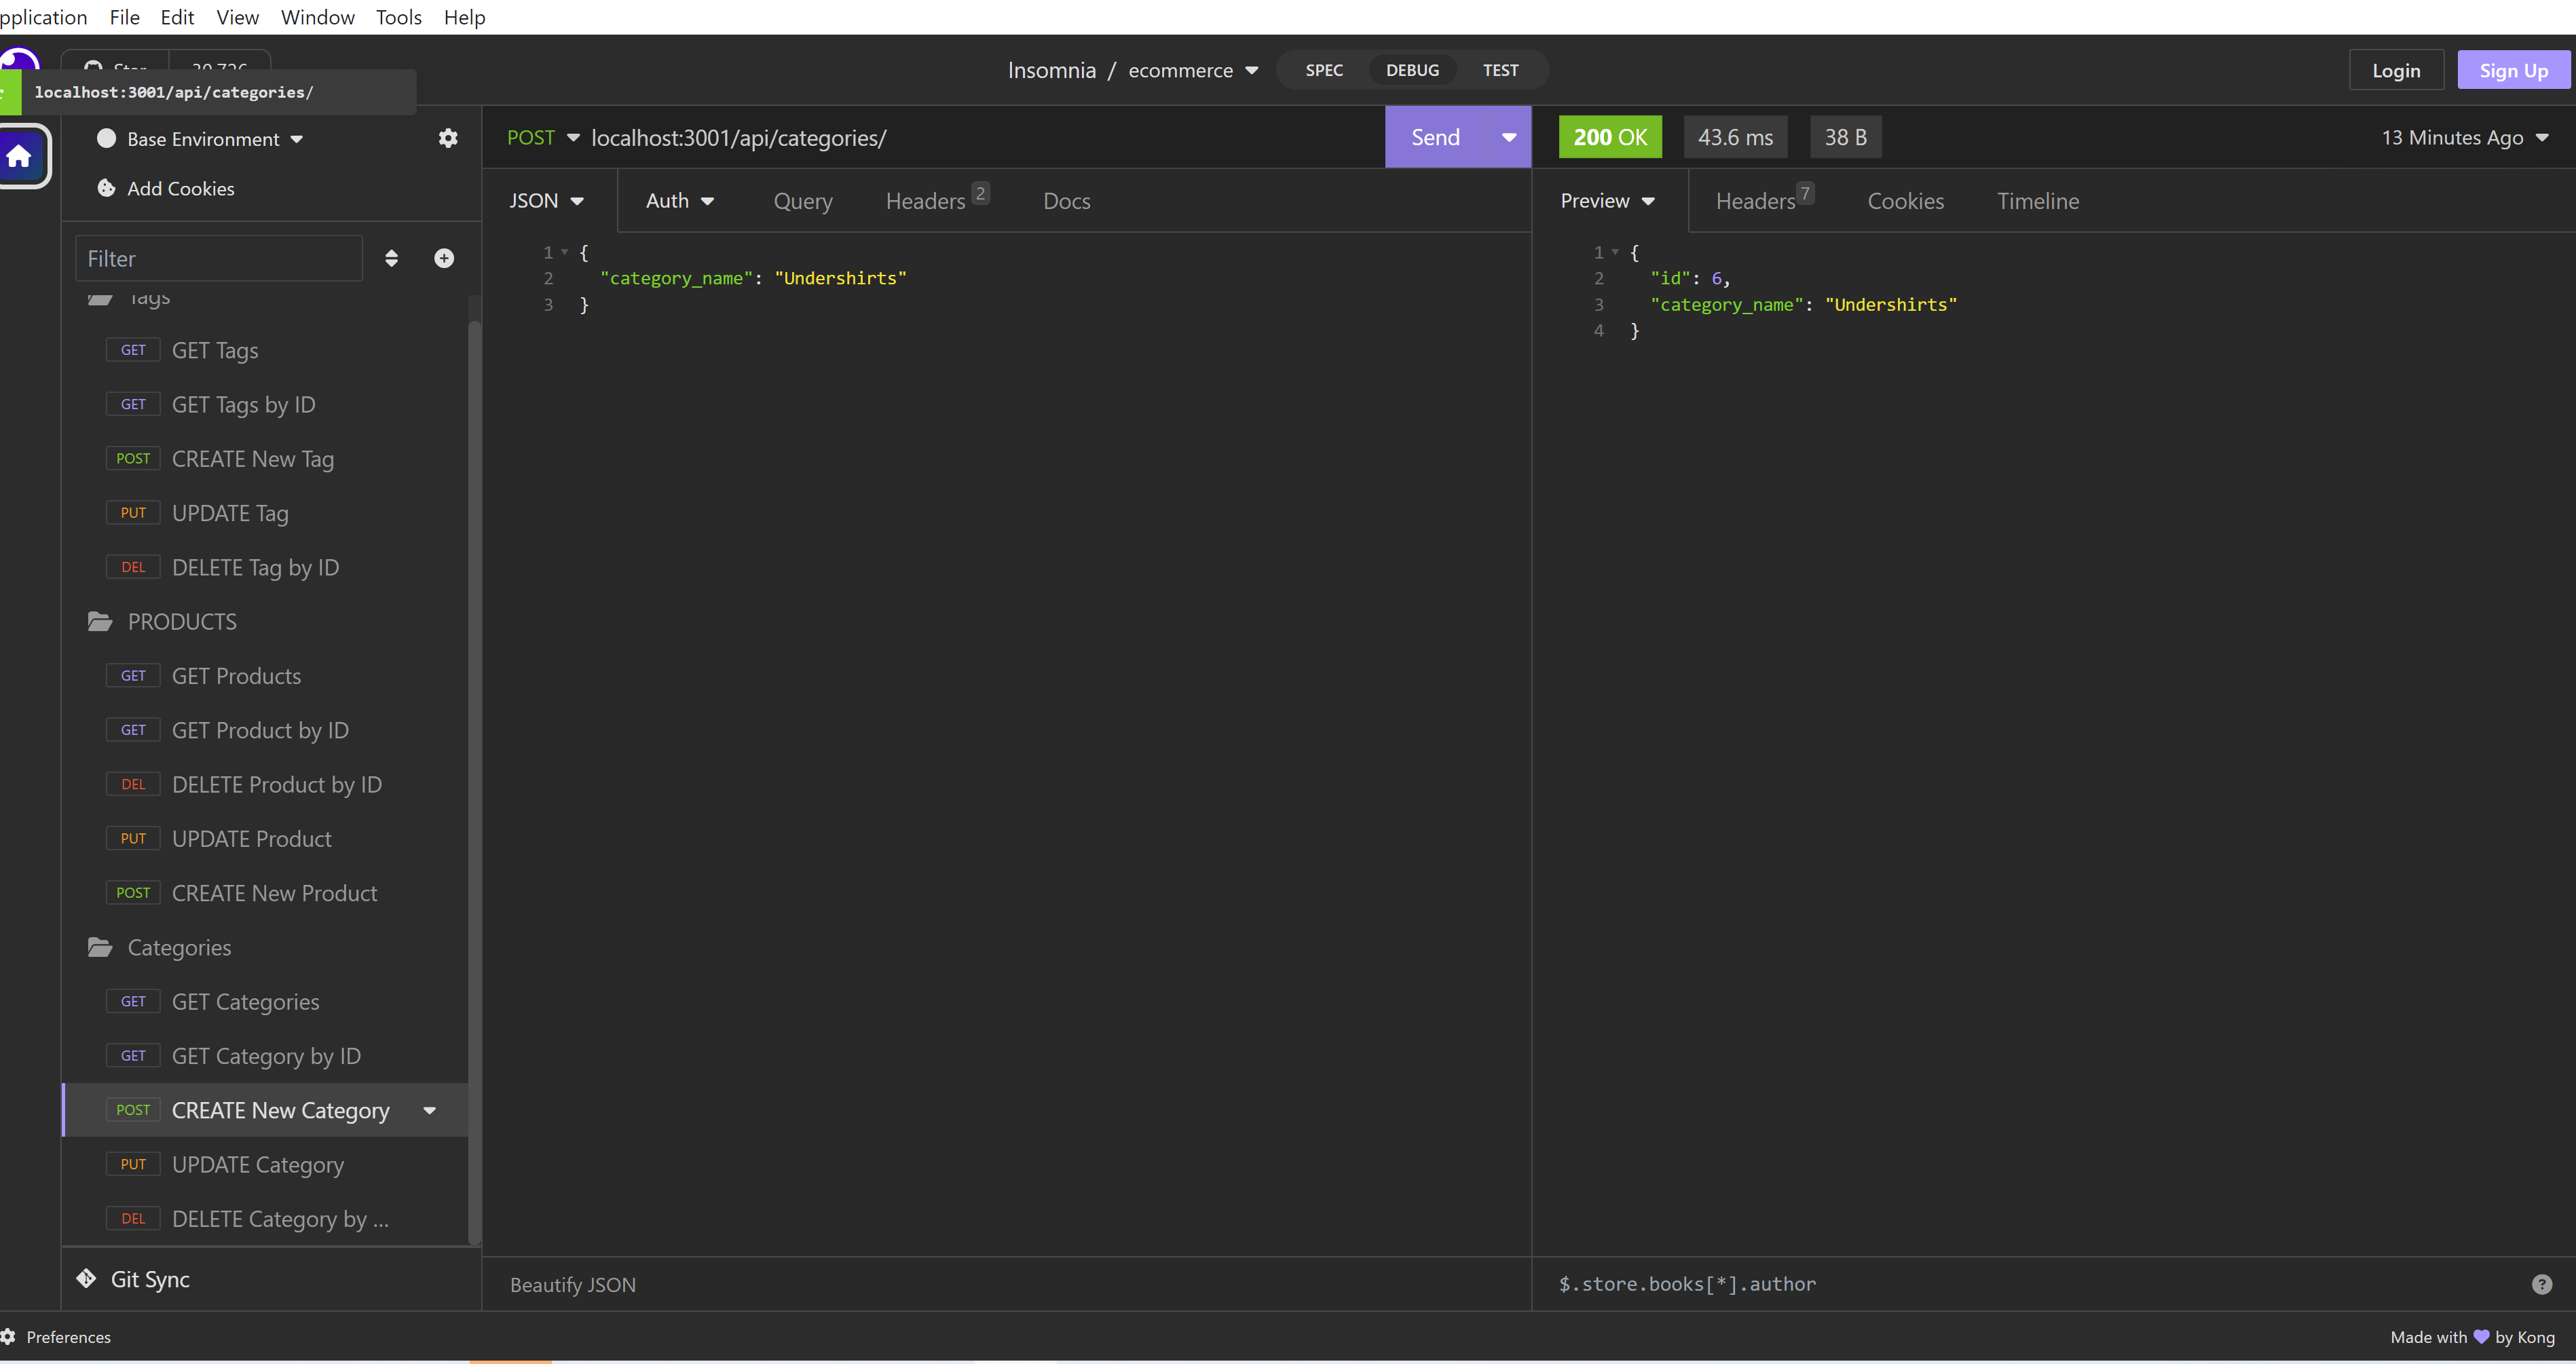 pplication File Edit View Window Tools Help
Star 30,726
Insomnia / ecommerce SPEC DEBUG TEST
Login Sign Up
localhost:3001/api/categories/
Base Environment
Add Cookies
Filter
Tags
GET GET Tags
GET GET Tags by ID
POST CREATE New Tag
PUT UPDATE Tag
DEL DELETE Tag by ID
PRODUCTS
GET GET Products
GET GET Product by ID
DEL DELETE Product by ID
PUT UPDATE Product
POST CREATE New Product
Categories
GET GET Categories
GET GET Category by ID
POST CREATE New Category
PUT UPDATE Category
DEL DELETE Category by ...
Git Sync
POST localhost:3001/api/categories/ Send
JSON Auth Query Headers 2 Docs
1 {
2 "category_name": "Undershirts"
3 }
Beautify JSON
200 OK 43.6 ms 38 B 13 Minutes Ago
Preview Headers 7 Cookies Timeline
1 {
2 "id": 6,
3 "category_name": "Undershirts"
4 }
$.store.books[*].author ?
Preferences
Made with 💜 by Kong